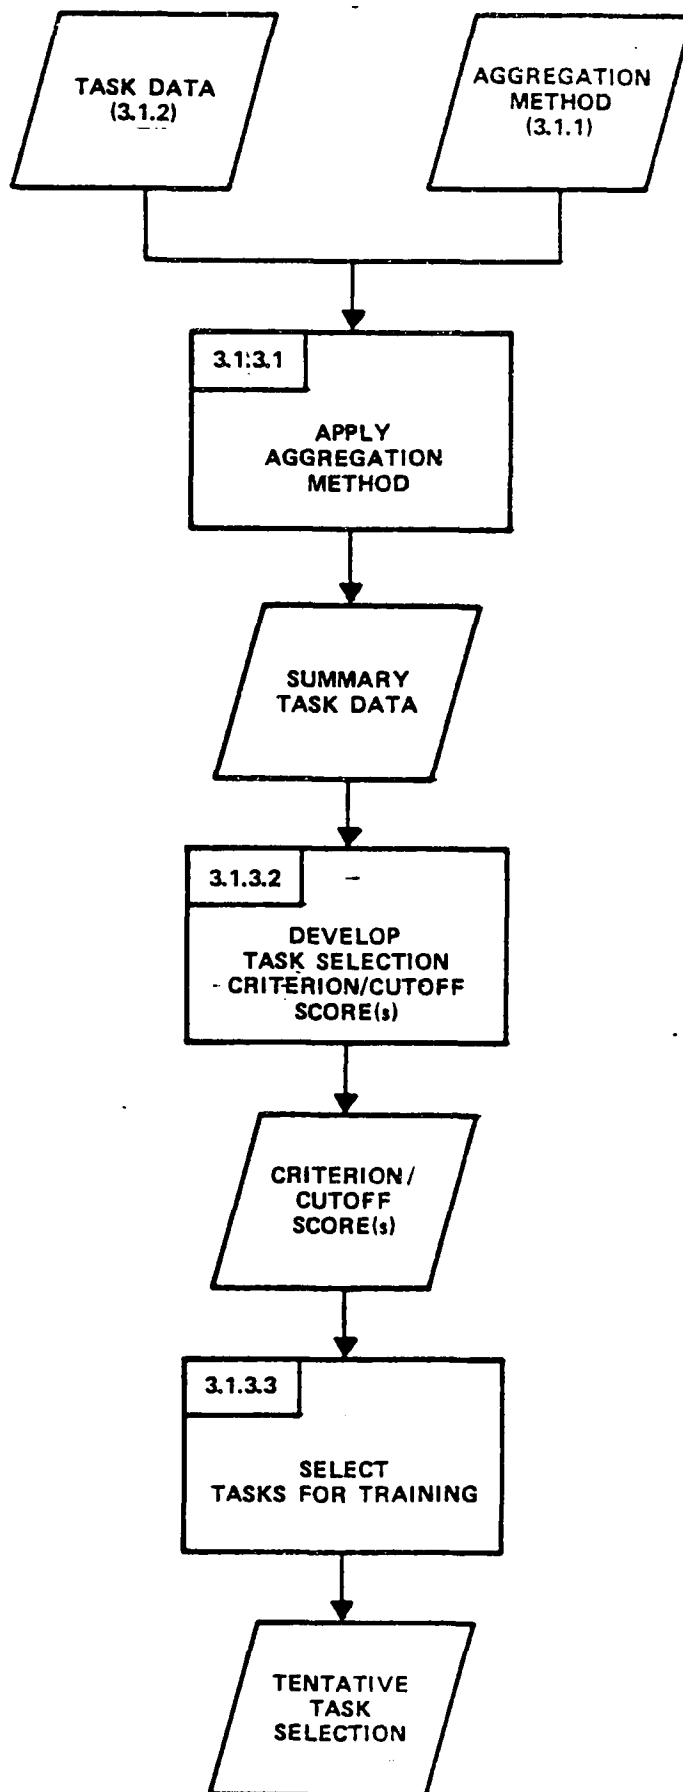 TASK DATA
(3.1.2)
AGGREGATION
METHOD
(3.1.1)
3.1.3.1
APPLY
AGGREGATION
METHOD
SUMMARY
TASK DATA
3.1.3.2
DEVELOP
TASK SELECTION
CRITERION/CUTOFF
SCORE(s)
CRITERION/
CUTOFF
SCORE(s)
3.1.3.3
SELECT
TASKS FOR TRAINING
TENTATIVE
TASK
SELECTION